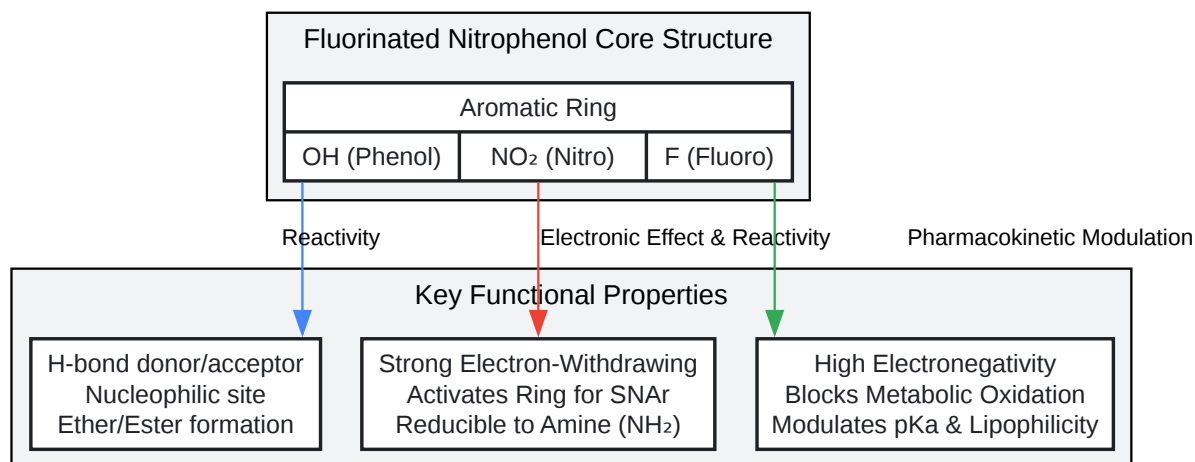 Fluorinated Nitrophenol Core Structure
Aromatic Ring
OH (Phenol)
NO₂ (Nitro)
F (Fluoro)
Reactivity
Electronic Effect & Reactivity
Pharmacokinetic Modulation
Key Functional Properties
H-bond donor/acceptor
Nucleophilic site
Ether/Ester formation
Strong Electron-Withdrawing
Activates Ring for SNAr
Reducible to Amine (NH₂)
High Electronegativity
Blocks Metabolic Oxidation
Modulates pKa & Lipophilicity